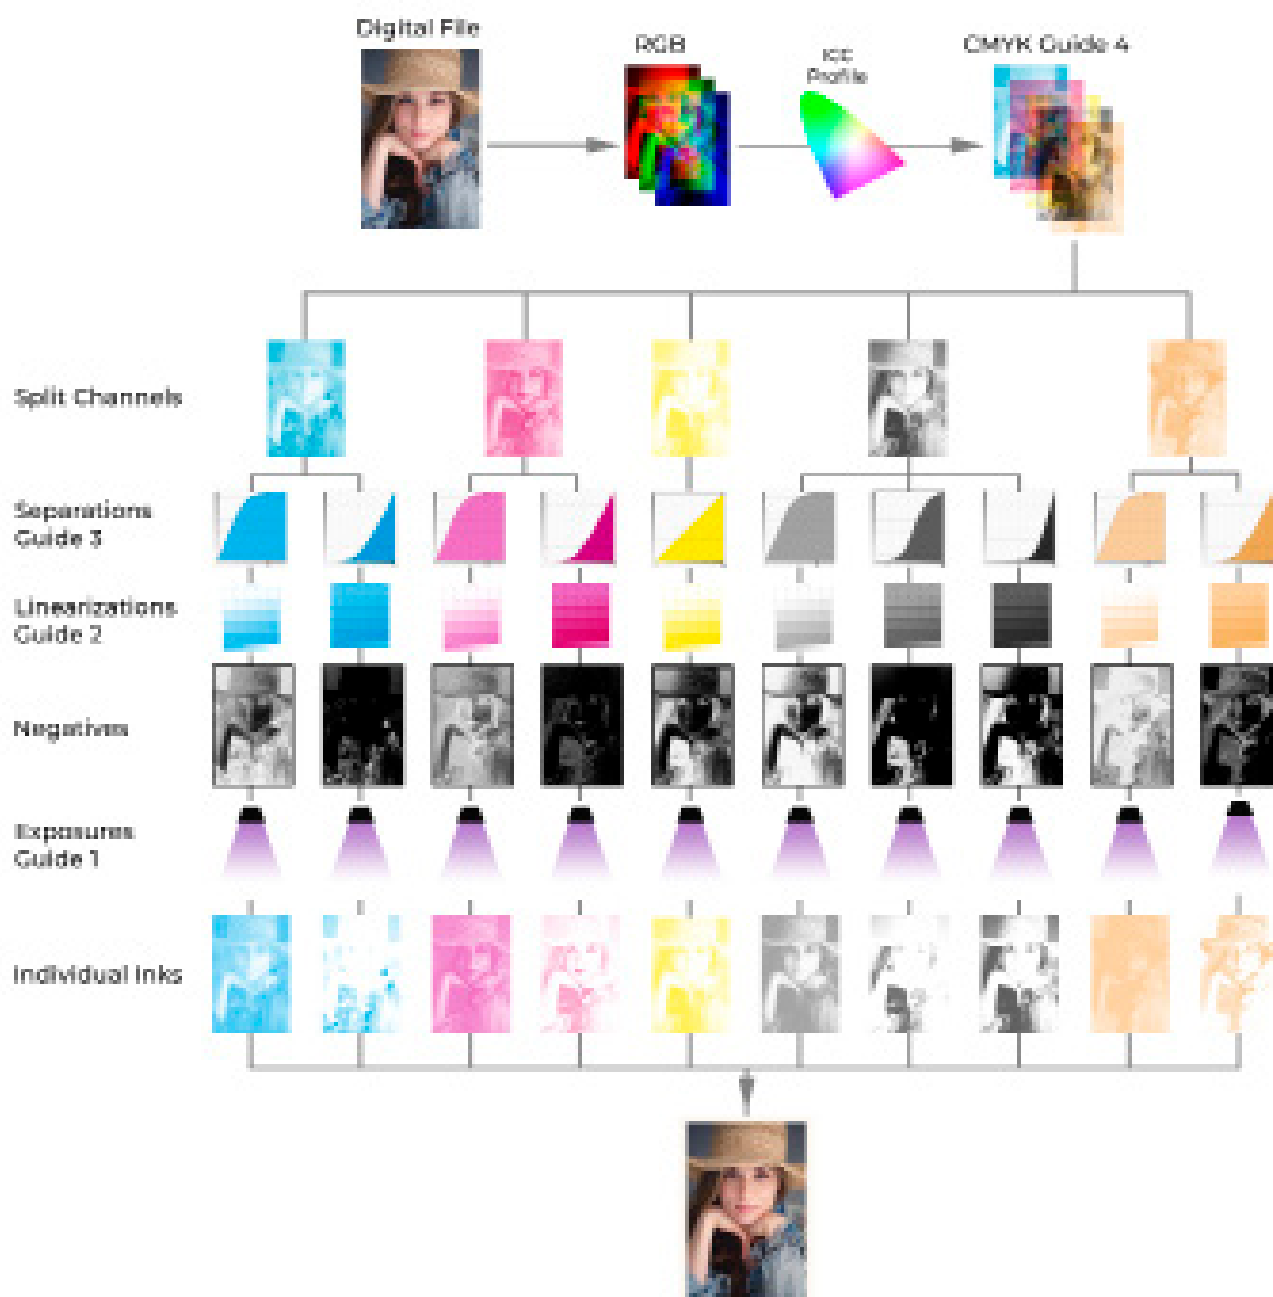 Digital File
RGB
ICC
Profile
CMYK Guide 4
Split Channels
Separations
Guide 3
Linearizations
Guide 2
Negatives
Exposures
Guide 1
Individual Inks